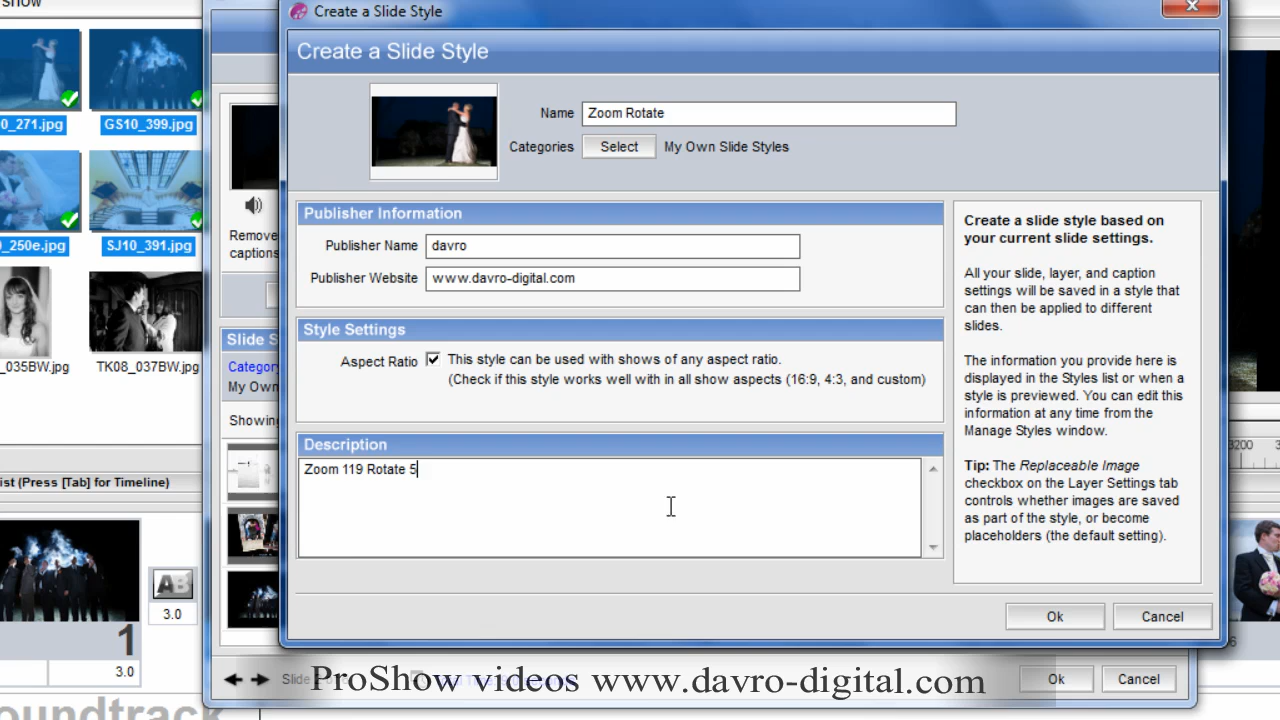 show
Create a Slide Style
Create a Slide Style
Name Zoom Rotate
Categories Select My Own Slide Styles
0_271.jpg GS10_399.jpg
_250e.jpg SJ10_391.jpg
_035BW.jpg TK08_037BW.jpg
Remove
captions
Slide S
Category
My Own
Showing
Publisher Information
Publisher Name davro
Publisher Website www.davro-digital.com
Style Settings
Aspect Ratio This style can be used with shows of any aspect ratio.
(Check if this style works well with in all show aspects (16:9, 4:3, and custom)
Description
Zoom 119 Rotate 5
Create a slide style based on
your current slide settings.
All your slide, layer, and caption
settings will be saved in a style that
can then be applied to different
slides.
The information you provide here is
displayed in the Styles list or when a
style is previewed. You can edit this
information at any time from the
Manage Styles window.
Tip: The Replaceable Image
checkbox on the Layer Settings tab
controls whether images are saved
as part of the style, or become
placeholders (the default setting).
Ok Cancel
3200
ist (Press [Tab] for Timeline)
AB
3.0
1
3.0
Slide
ProShow videos www.davro-digital.com
Ok Cancel
oundtrack